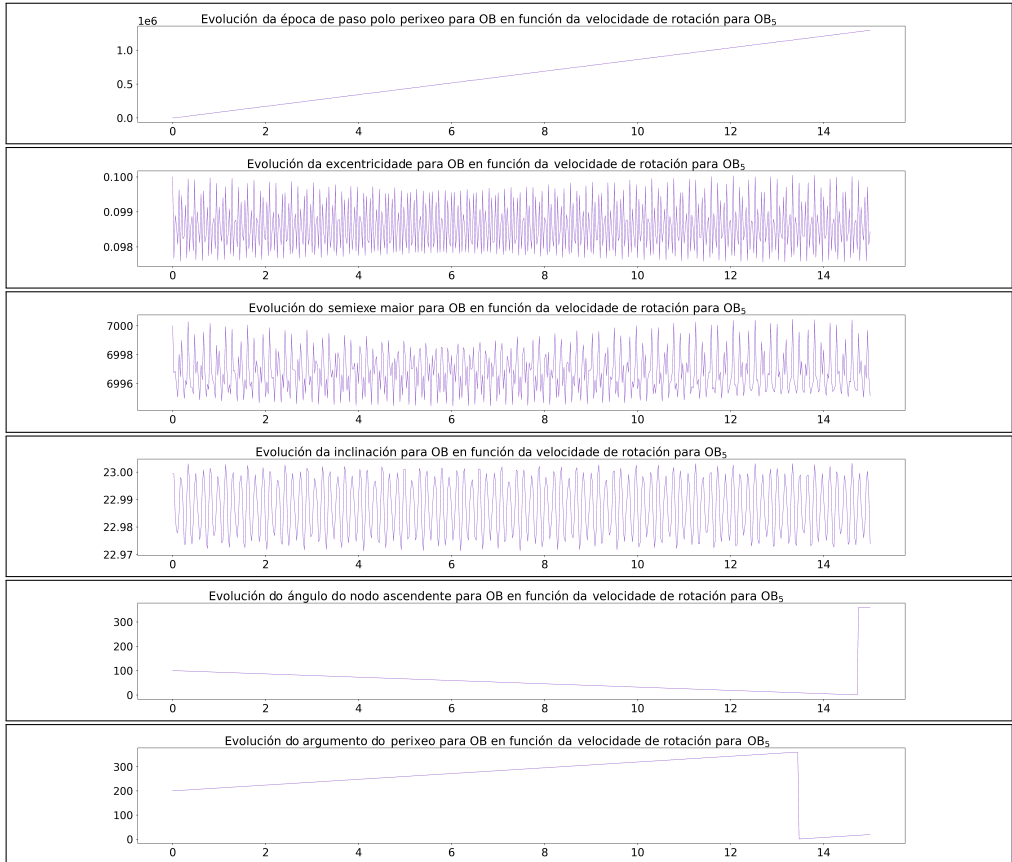 Evolución da época de paso polo perixeo para OB en función da velocidade de rotación para OB₅
1e6
1.0
0.5
0.0
0 2 4 6 8 10 12 14
Evolución da excentricidade para OB en función da velocidade de rotación para OB₅
0.100
0.099
0.098
0 2 4 6 8 10 12 14
Evolución do semiexe maior para OB en función da velocidade de rotación para OB₅
7000
6998
6996
0 2 4 6 8 10 12 14
Evolución da inclinación para OB en función da velocidade de rotación para OB₅
23.00
22.99
22.98
22.97
0 2 4 6 8 10 12 14
Evolución do ángulo do nodo ascendente para OB en función da velocidade de rotación para OB₅
300
200
100
0
0 2 4 6 8 10 12 14
Evolución do argumento do perixeo para OB en función da velocidade de rotación para OB₅
300
200
100
0
0 2 4 6 8 10 12 14